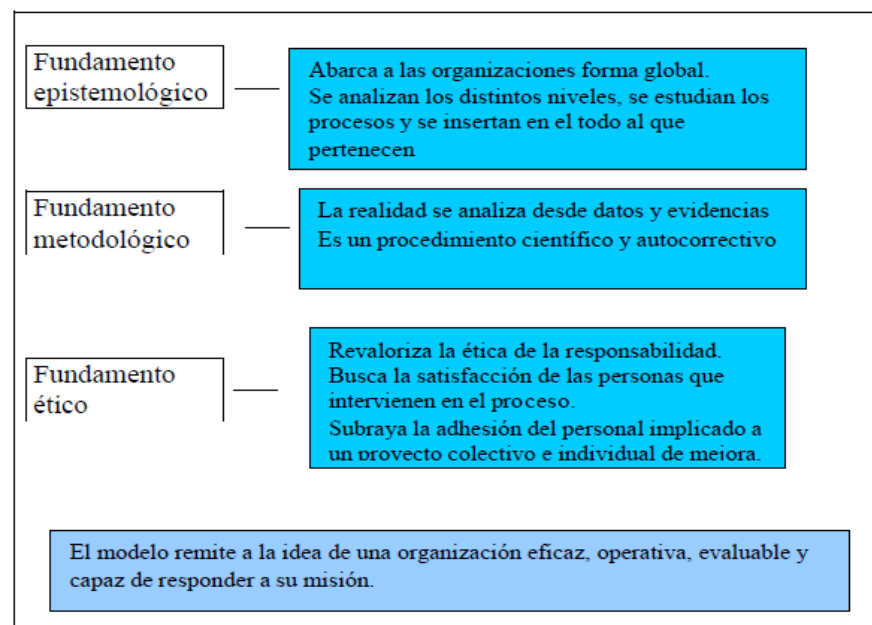 Fundamento
epistemológico
Abarca a las organizaciones forma global.
Se analizan los distintos niveles, se estudian los
procesos y se insertan en el todo al que
pertenecen
Fundamento
metodológico
La realidad se analiza desde datos y evidencias
Es un procedimiento científico y autocorrectivo
Fundamento
ético
Revaloriza la ética de la responsabilidad.
Busca la satisfacción de las personas que
intervienen en el proceso.
Subraya la adhesión del personal implicado a
un proyecto colectivo e individual de mejora.
El modelo remite a la idea de una organización eficaz, operativa, evaluable y
capaz de responder a su misión.